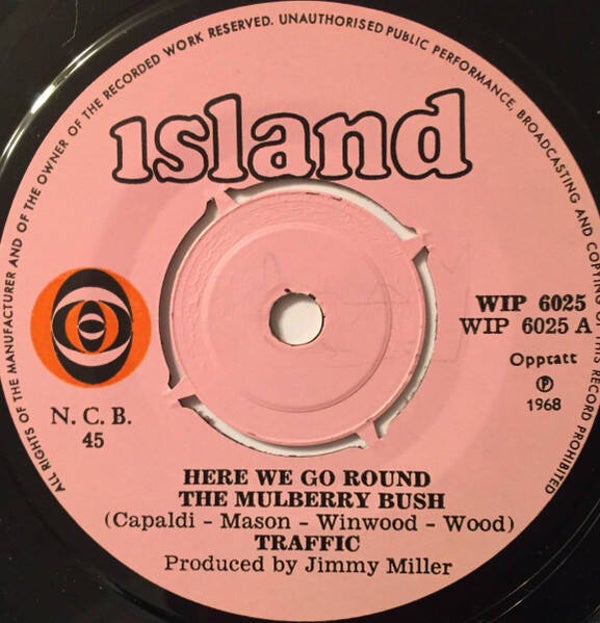 ALL RIGHTS OF THE MANUFACTURER AND OF THE OWNER OF THE RECORDED WORK RESERVED. UNAUTHORISED PUBLIC PERFORMANCE, BROADCASTING AND COPYING OF THIS RECORD PROHIBITED
island
WIP 6025
WIP 6025 A
Opptatt
Ⓟ
1968
N. C. B.
45
HERE WE GO ROUND
THE MULBERRY BUSH
(Capaldi - Mason - Winwood - Wood)
TRAFFIC
Produced by Jimmy Miller